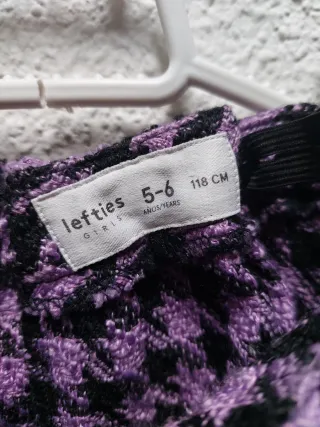 lefties
GIRLS
5-6
AÑOS/YEARS
118 CM